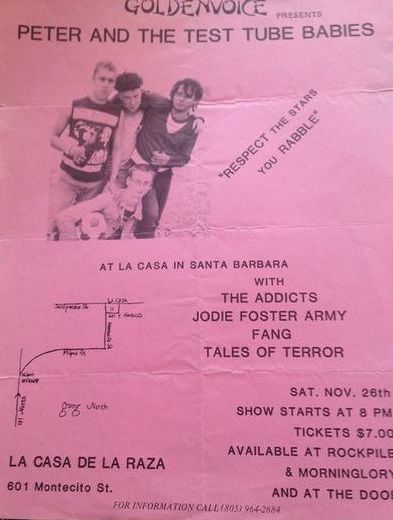 GOLDENVOICE PRESENTS
PETER AND THE TEST TUBE BABIES
"RESPECT THE STARS
YOU RABBLE"
AT LA CASA IN SANTA BARBARA
WITH
THE ADDICTS
JODIE FOSTER ARMY
FANG
TALES OF TERROR
LA CASA
SAT. NOV. 26th
SHOW STARTS AT 8 PM
TICKETS $7.00
AVAILABLE AT ROCKPILE
& MORNINGLORY
AND AT THE DOOR
LA CASA DE LA RAZA
601 Montecito St.
FOR INFORMATION CALL (805) 964-2684